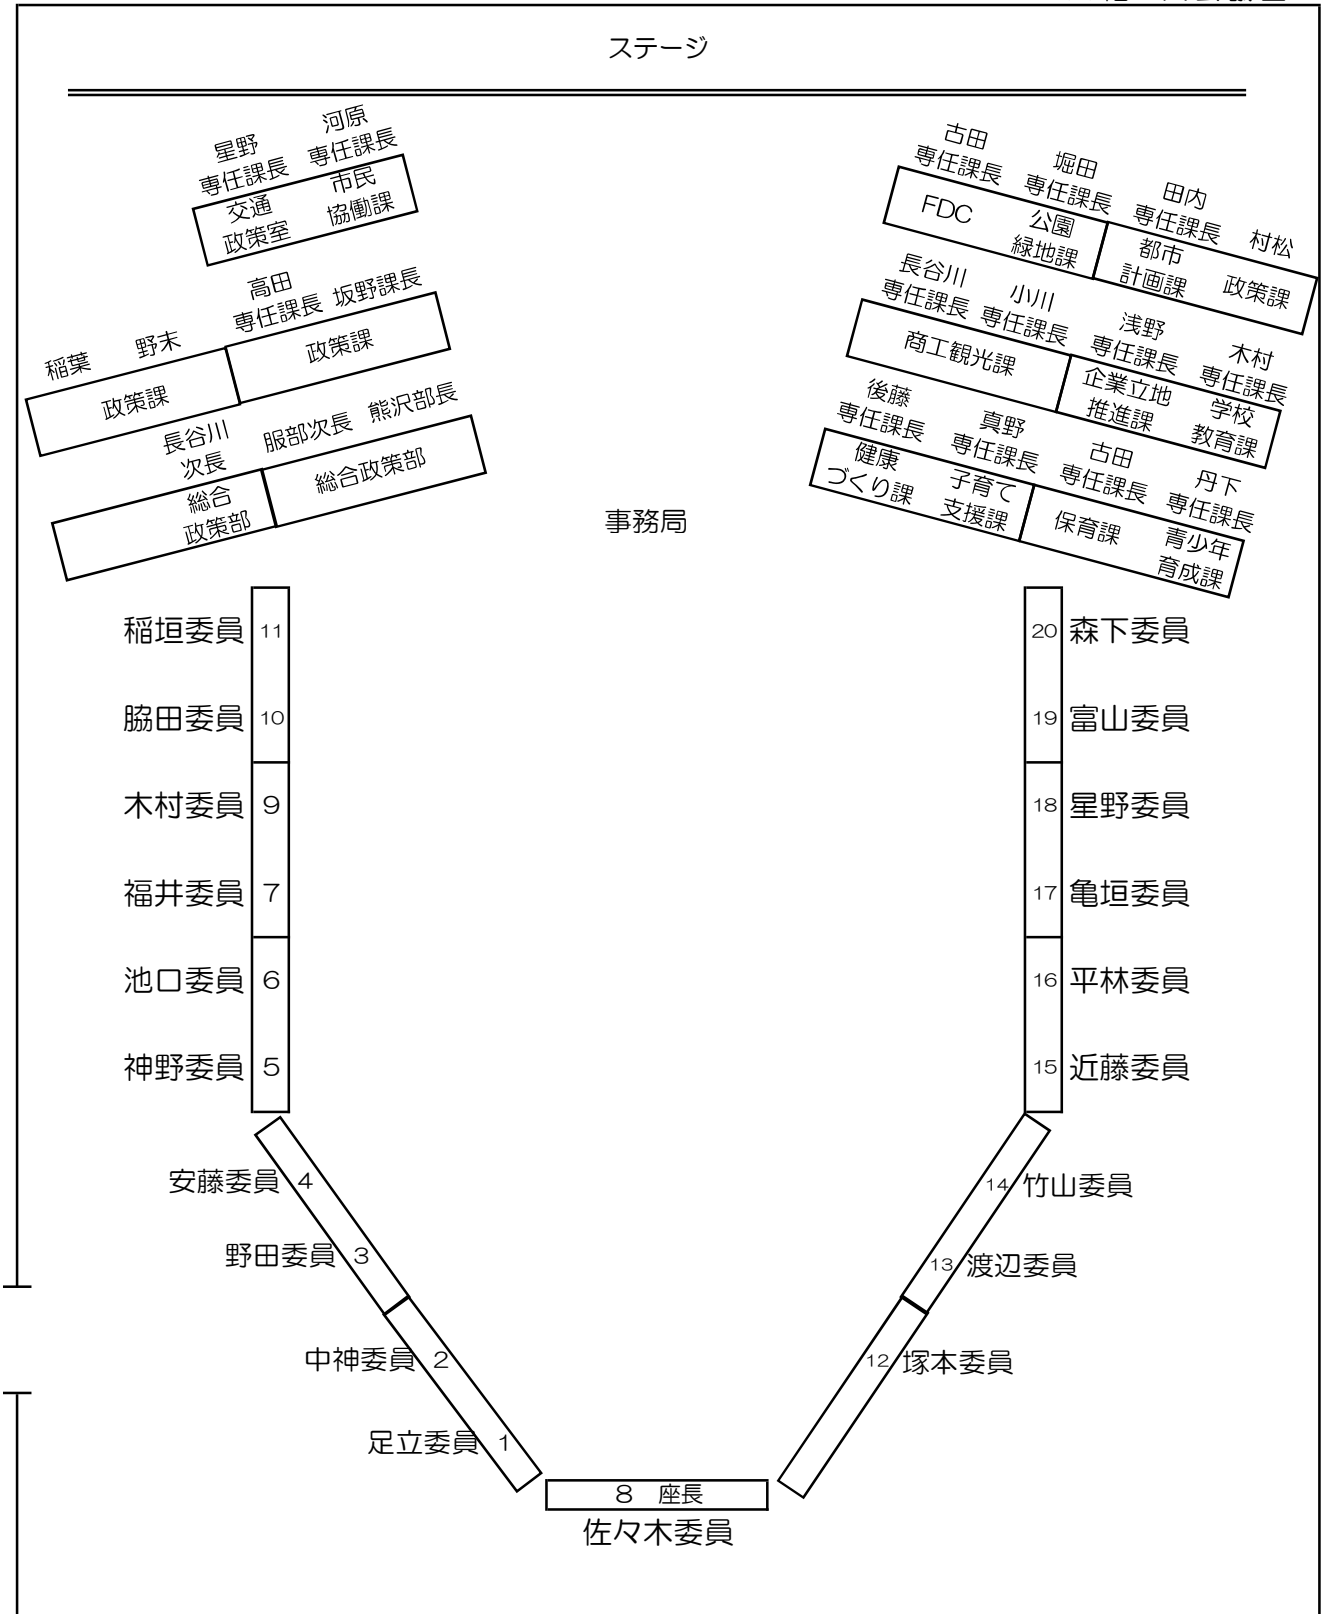 ステージ
星野
専任課長
河原
専任課長
交通
政策室
市民
協働課
高田
専任課長
坂野課長
稲葉
野末
政策課
政策課
長谷川
次長
服部次長
熊沢部長
総合
政策部
総合政策部
古田
専任課長
堀田
専任課長
田内
専任課長
村松
FDC
公園
緑地課
都市
計画課
政策課
長谷川
専任課長
小川
専任課長
浅野
専任課長
木村
専任課長
商工観光課
企業立地
推進課
学校
教育課
後藤
専任課長
真野
専任課長
古田
専任課長
丹下
専任課長
健康
づくり課
子育て
支援課
保育課
青少年
育成課
事務局
稲垣委員 11
脇田委員 10
木村委員 9
福井委員 7
池口委員 6
神野委員 5
安藤委員 4
野田委員 3
中神委員 2
足立委員 1
20 森下委員
19 富山委員
18 星野委員
17 亀垣委員
16 平林委員
15 近藤委員
14 竹山委員
13 渡辺委員
12 塚本委員
8 座長
佐々木委員